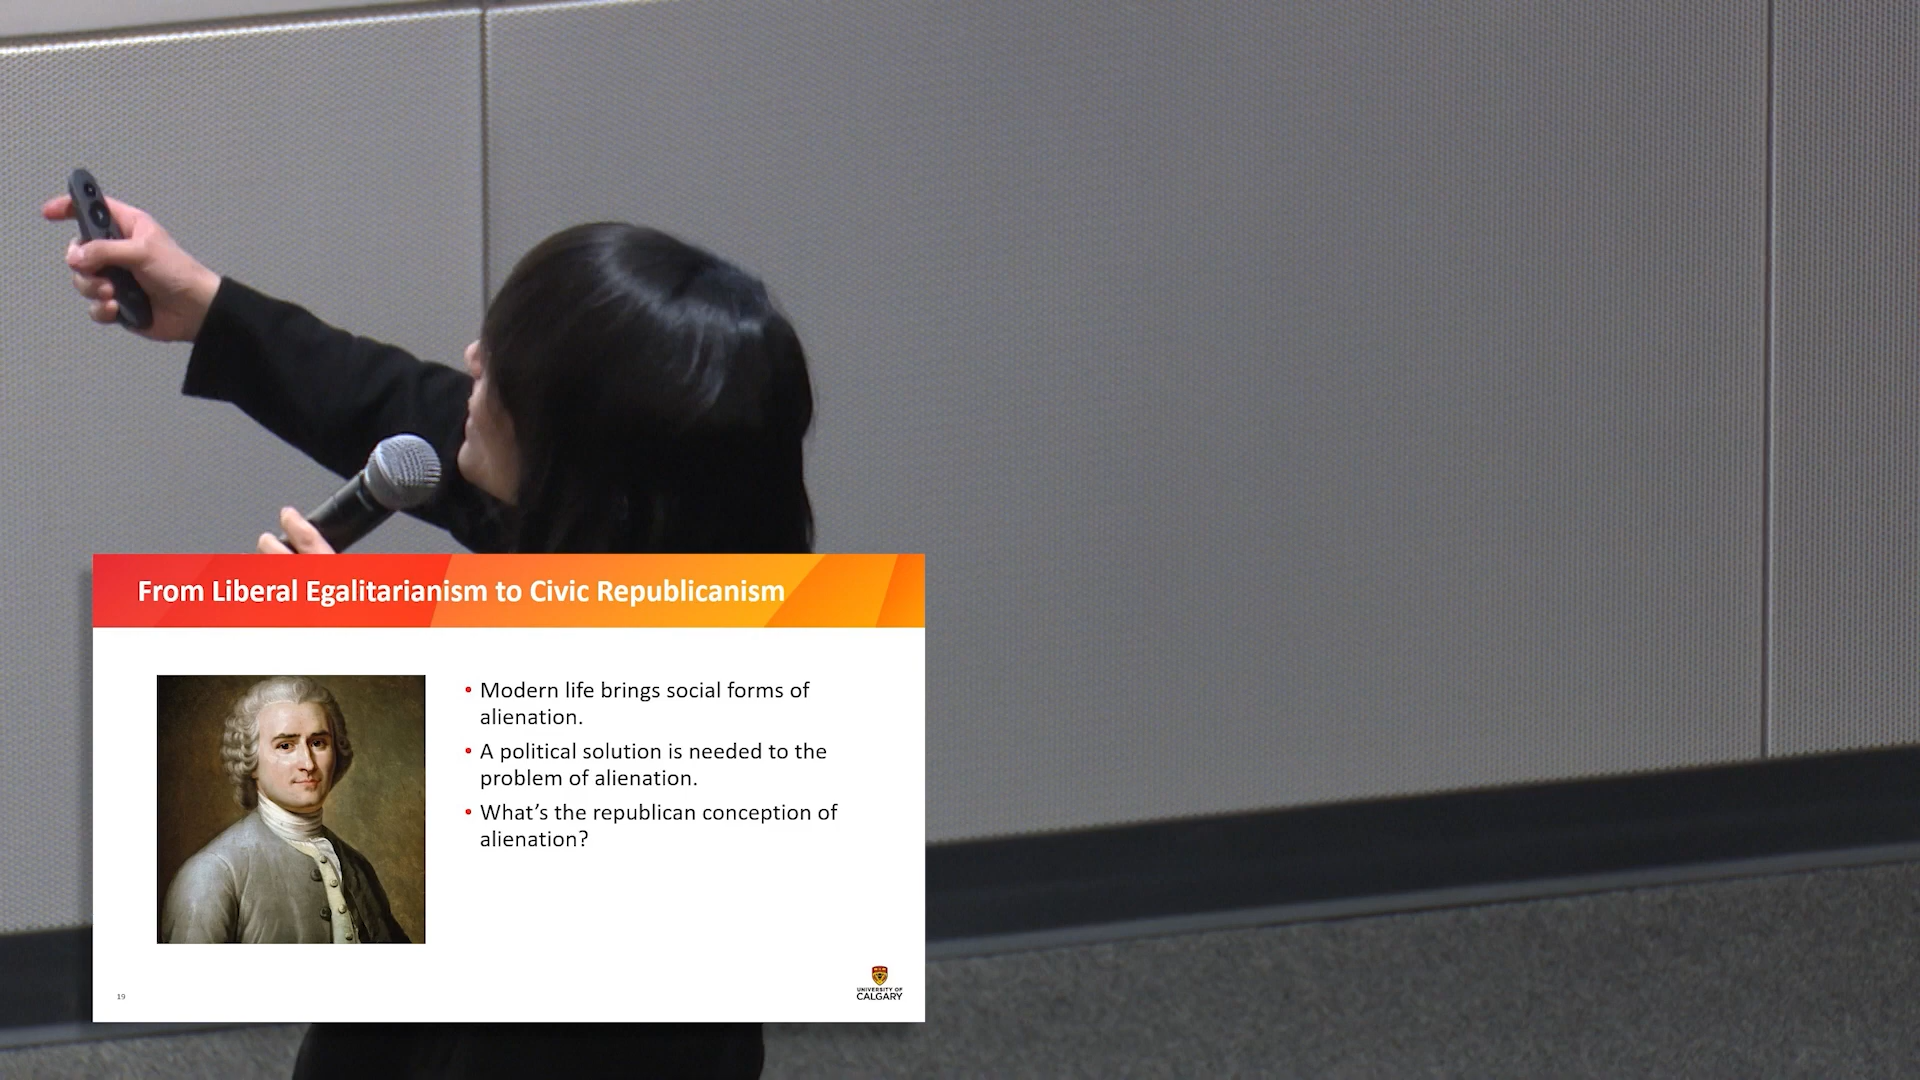 From Liberal Egalitarianism to Civic Republicanism
• Modern life brings social forms of
alienation.
• A political solution is needed to the
problem of alienation.
• What’s the republican conception of
alienation?
19
UNIVERSITY OF
CALGARY